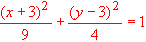 (x + 3)²/9 + (y − 3)²/4 = 1